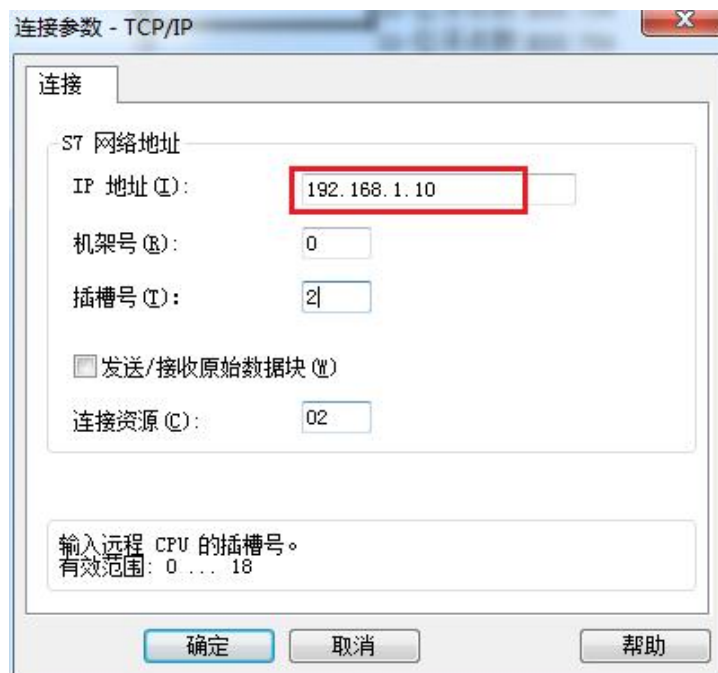 连接参数 - TCP/IP
连接
S7 网络地址
IP 地址(I): 192.168.1.10
机架号(R): 0
插槽号(T): 2
发送/接收原始数据块(W)
连接资源(C): 02
输入远程 CPU 的插槽号。
有效范围: 0 ... 18
确定 取消 帮助